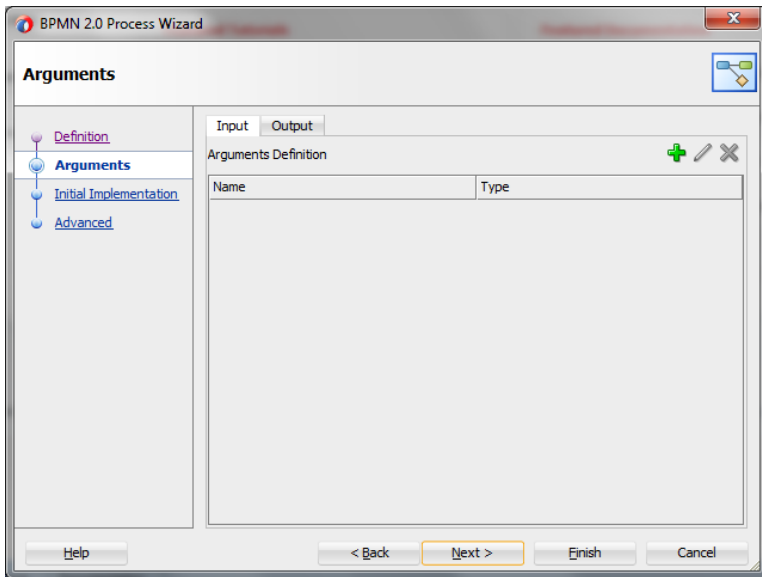 BPMN 2.0 Process Wizard
Arguments
Definition
Arguments
Initial Implementation
Advanced
Input Output
Arguments Definition
Name Type
Help < Back Next > Finish Cancel